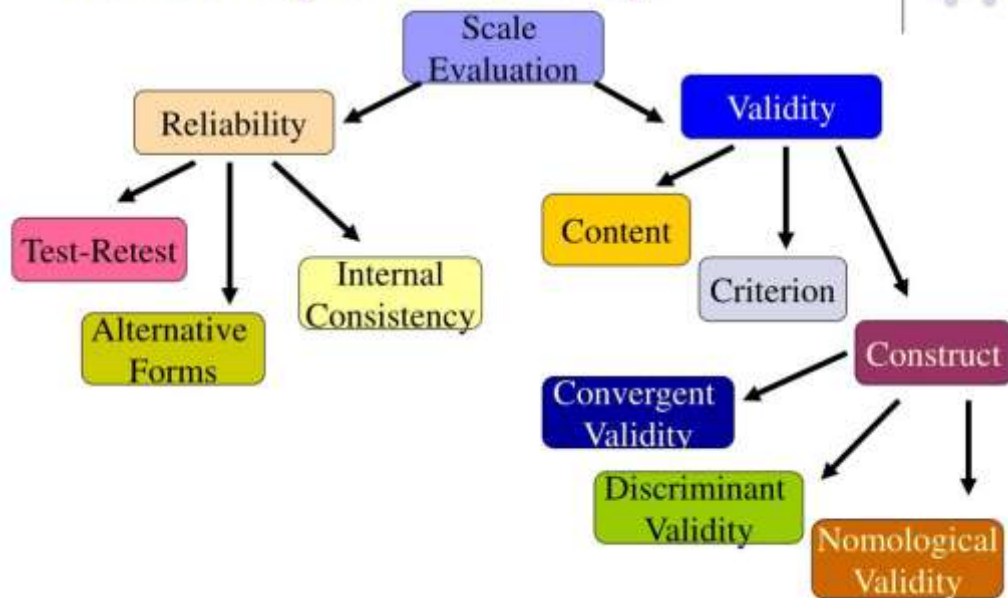 Scale
Evaluation
Reliability
Validity
Test-Retest
Alternative
Forms
Internal
Consistency
Content
Criterion
Construct
Convergent
Validity
Discriminant
Validity
Nomological
Validity